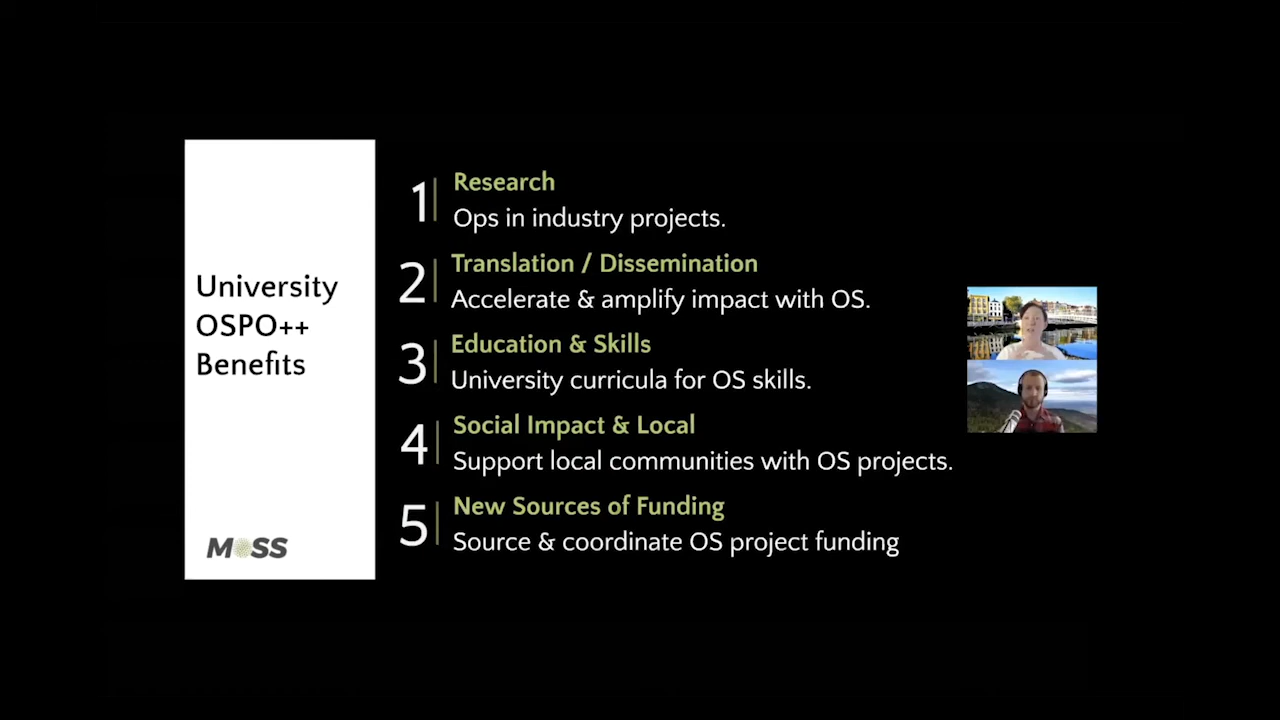 University
OSPO++
Benefits
MOSS
1
Research
Ops in industry projects.
2
Translation / Dissemination
Accelerate & amplify impact with OS.
3
Education & Skills
University curricula for OS skills.
4
Social Impact & Local
Support local communities with OS projects.
5
New Sources of Funding
Source & coordinate OS project funding